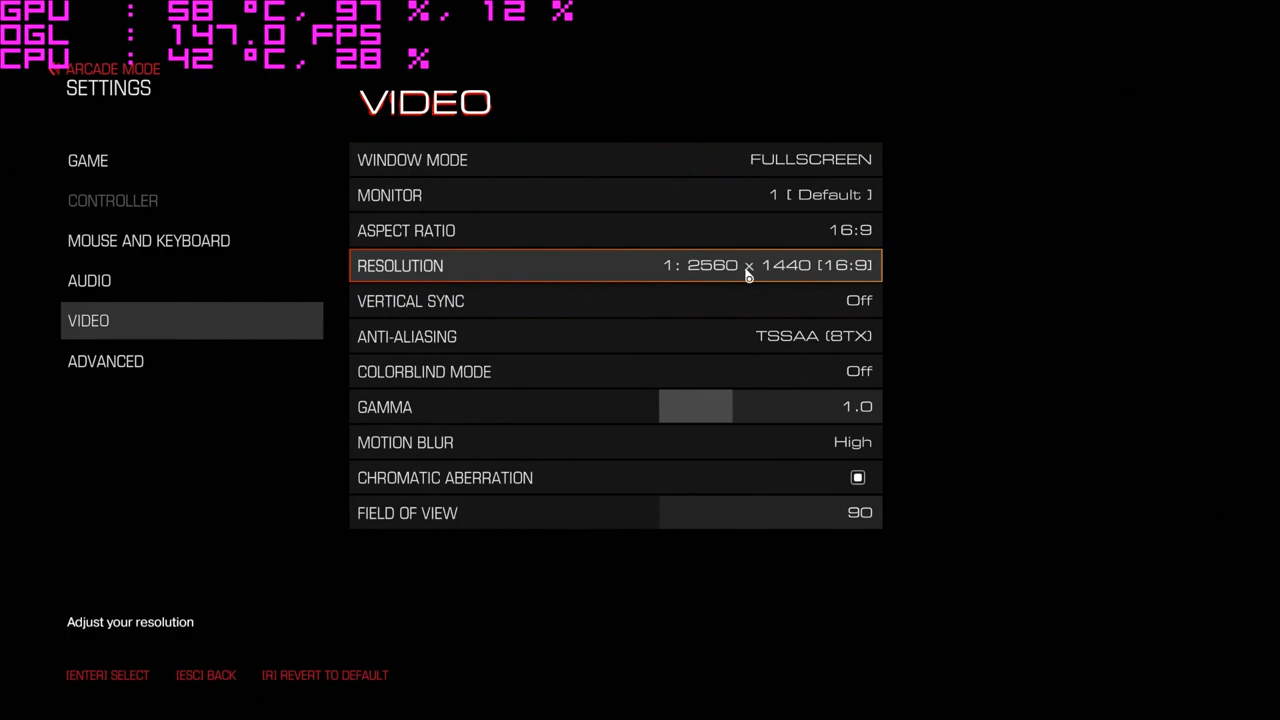 GPU : 58 °C, 97 %, 12 %
OGL : 147.0 FPS
CPU : 42 °C, 28 %
ARCADE MODE
SETTINGS
VIDEO
GAME
CONTROLLER
MOUSE AND KEYBOARD
AUDIO
VIDEO
ADVANCED
WINDOW MODE FULLSCREEN
MONITOR 1 [ Default ]
ASPECT RATIO 16:9
RESOLUTION 1: 2560 x 1440 [16:9]
VERTICAL SYNC Off
ANTI-ALIASING TSSAA (8TX)
COLORBLIND MODE Off
GAMMA 1.0
MOTION BLUR High
CHROMATIC ABERRATION
FIELD OF VIEW 90
Adjust your resolution
[ENTER] SELECT [ESC] BACK [R] REVERT TO DEFAULT